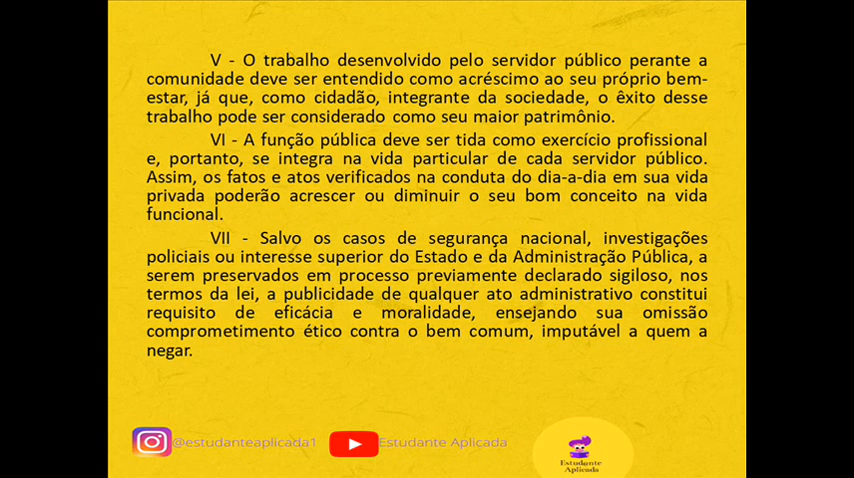 V - O trabalho desenvolvido pelo servidor público perante a
comunidade deve ser entendido como acréscimo ao seu próprio bem-
estar, já que, como cidadão, integrante da sociedade, o êxito desse
trabalho pode ser considerado como seu maior patrimônio.
VI - A função pública deve ser tida como exercício profissional
e, portanto, se integra na vida particular de cada servidor público.
Assim, os fatos e atos verificados na conduta do dia-a-dia em sua vida
privada poderão acrescer ou diminuir o seu bom conceito na vida
funcional.
VII - Salvo os casos de segurança nacional, investigações
policiais ou interesse superior do Estado e da Administração Pública, a
serem preservados em processo previamente declarado sigiloso, nos
termos da lei, a publicidade de qualquer ato administrativo constitui
requisito de eficácia e moralidade, ensejando sua omissão
comprometimento ético contra o bem comum, imputável a quem a
negar.
@estudanteaplicada1
Estudante Aplicada
Estudante
Aplicada